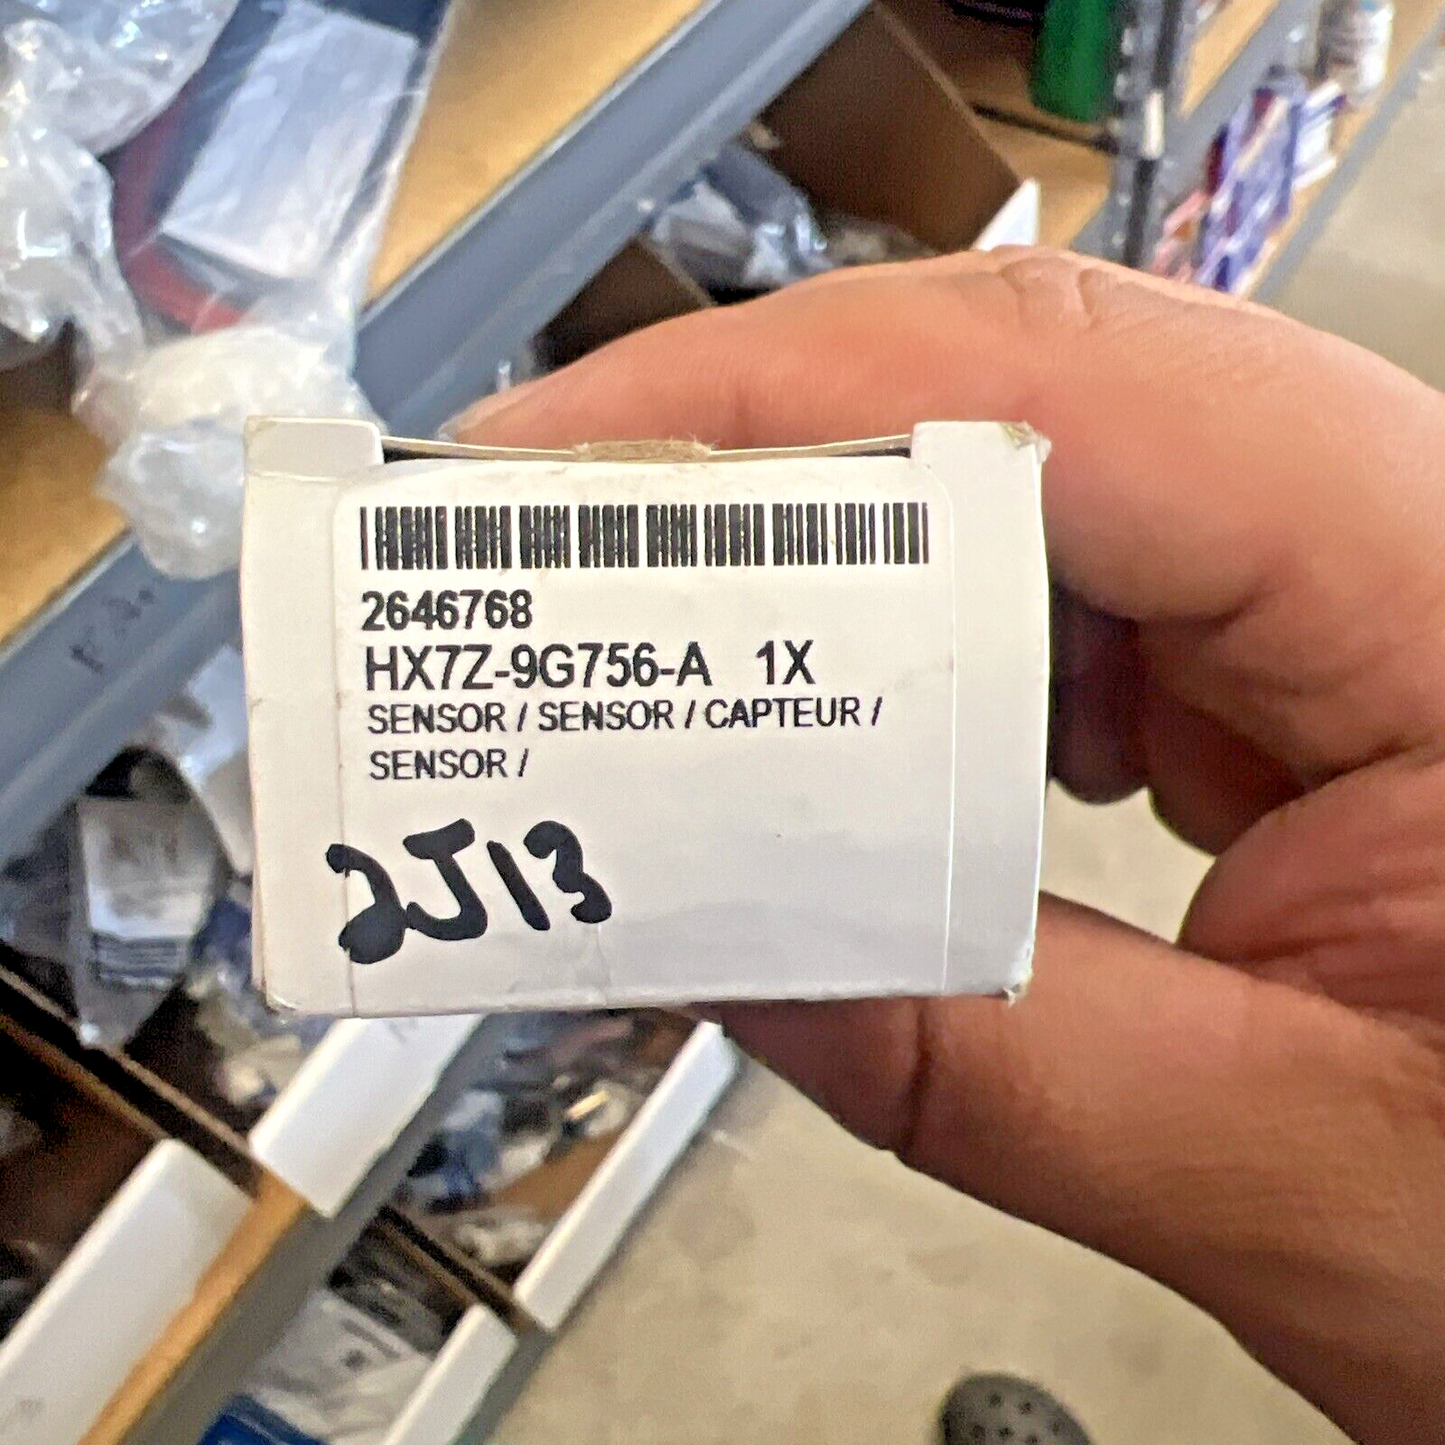 2646768
HX7Z-9G756-A 1X
SENSOR / SENSOR / CAPTEUR /
SENSOR /
2J13